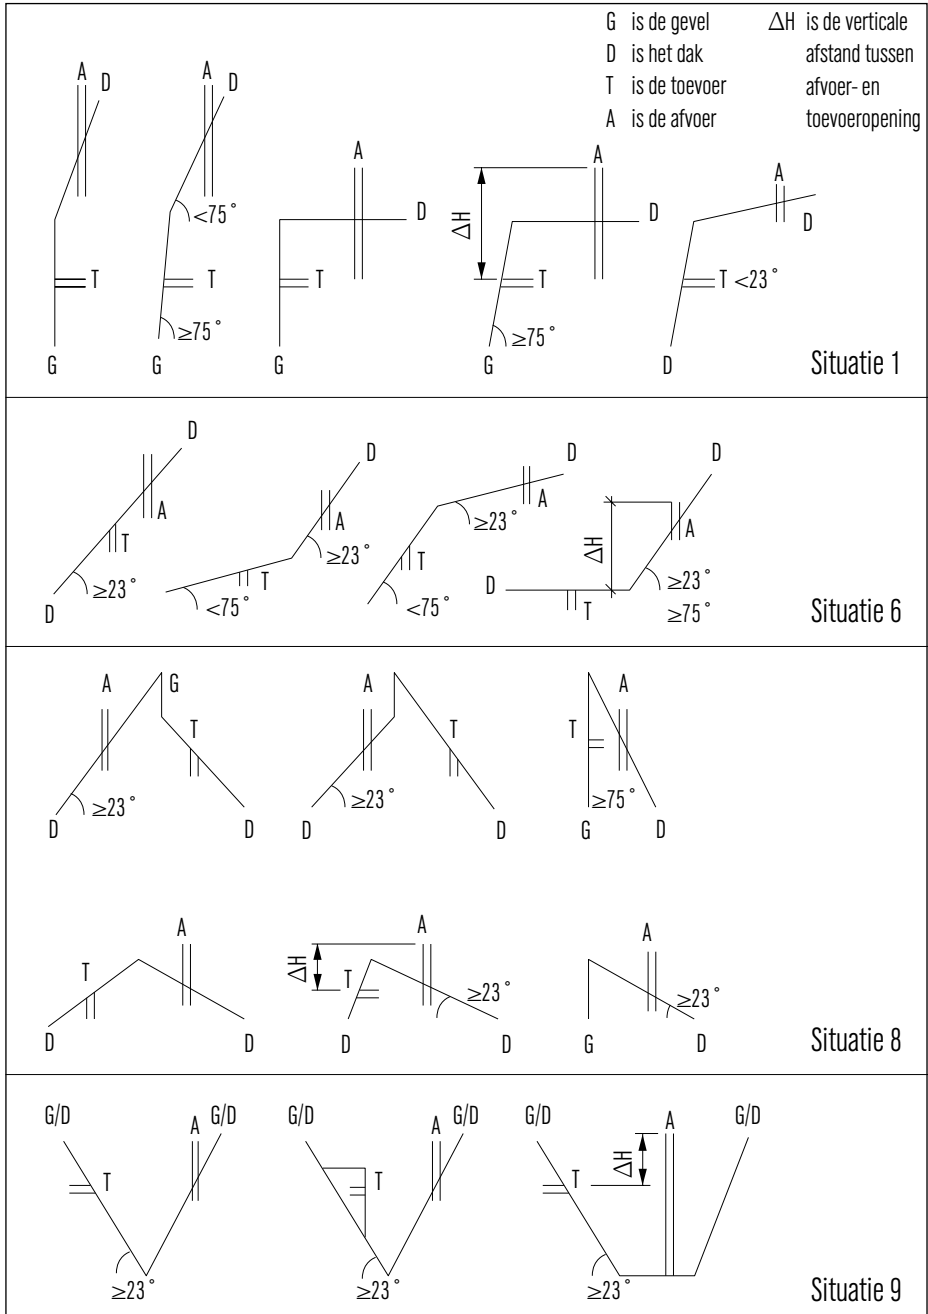 G is de gevel
D is het dak
T is de toevoer
A is de afvoer
ΔH is de verticale
afstand tussen
afvoer- en
toevoeropening
A D
T
G
A D
<75°
T
≥75°
G
A
D
T
G
A
ΔH
D
T
≥75°
G
A
D
T <23°
D
Situatie 1
D
A
T
≥23°
D
D
A
≥23°
T
<75°
D
A
≥23°
T
<75°
D
ΔH
A
D
≥23°
T
≥75°
Situatie 6
A G
T
≥23°
D D
A
T
≥23°
D D
A
T
≥75°
G D
A
T
D D
A
ΔH
T
≥23°
D D
A
≥23°
G D
Situatie 8
G/D A G/D
T
≥23°
G/D A G/D
T
≥23°
G/D A G/D
ΔH
T
≥23°
Situatie 9